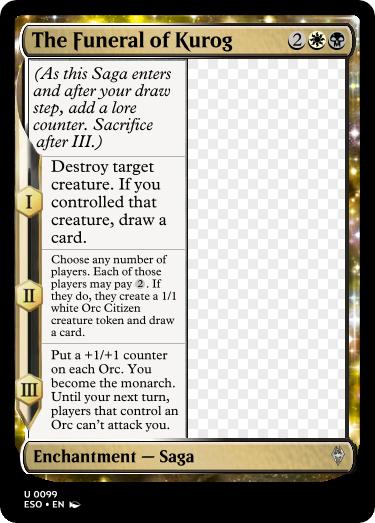 The Funeral of Kurog 2
(As this Saga enters
and after your draw
step, add a lore
counter. Sacrifice
after III.)
I
Destroy target
creature. If you
controlled that
creature, draw a
card.
II
Choose any number of
players. Each of those
players may pay 2. If
they do, they create a 1/1
white Orc Citizen
creature token and draw
a card.
III
Put a +1/+1 counter
on each Orc. You
become the monarch.
Until your next turn,
players that control an
Orc can't attack you.
Enchantment — Saga
U 0099
ESO • EN